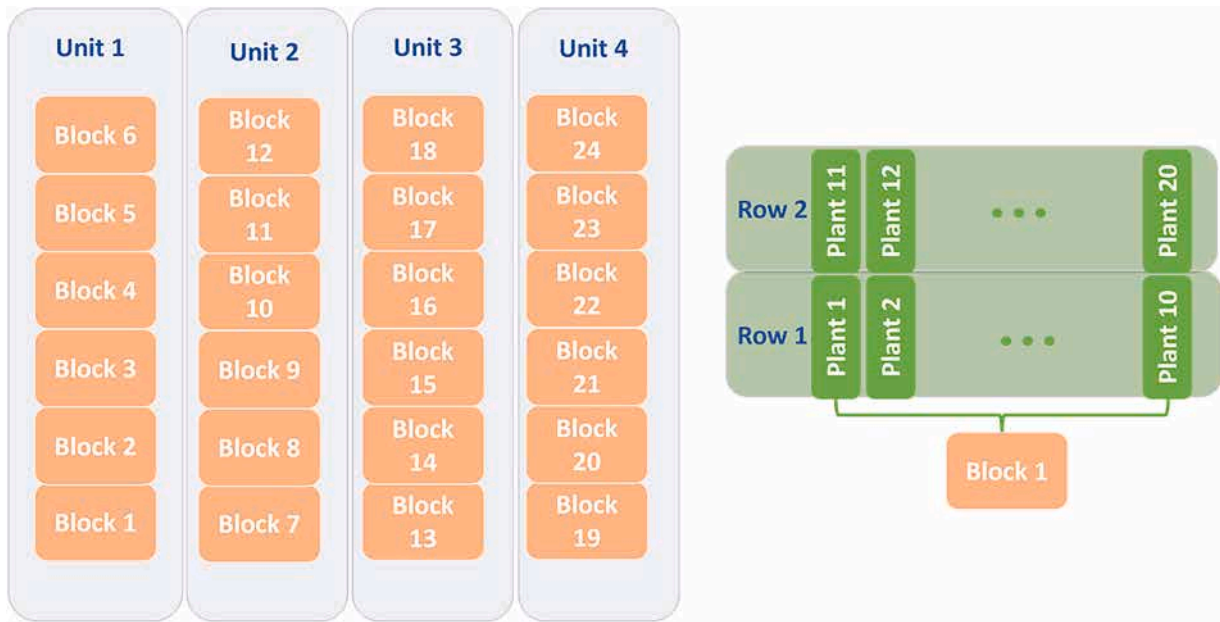 Unit 1
Block 6
Block 5
Block 4
Block 3
Block 2
Block 1
Unit 2
Block
12
Block
11
Block
10
Block 9
Block 8
Block 7
Unit 3
Block
18
Block
17
Block
16
Block
15
Block
14
Block
13
Unit 4
Block
24
Block
23
Block
22
Block
21
Block
20
Block
19
Row 2
Plant 11
Plant 12
...
Plant 20
Row 1
Plant 1
Plant 2
...
Plant 10
Block 1